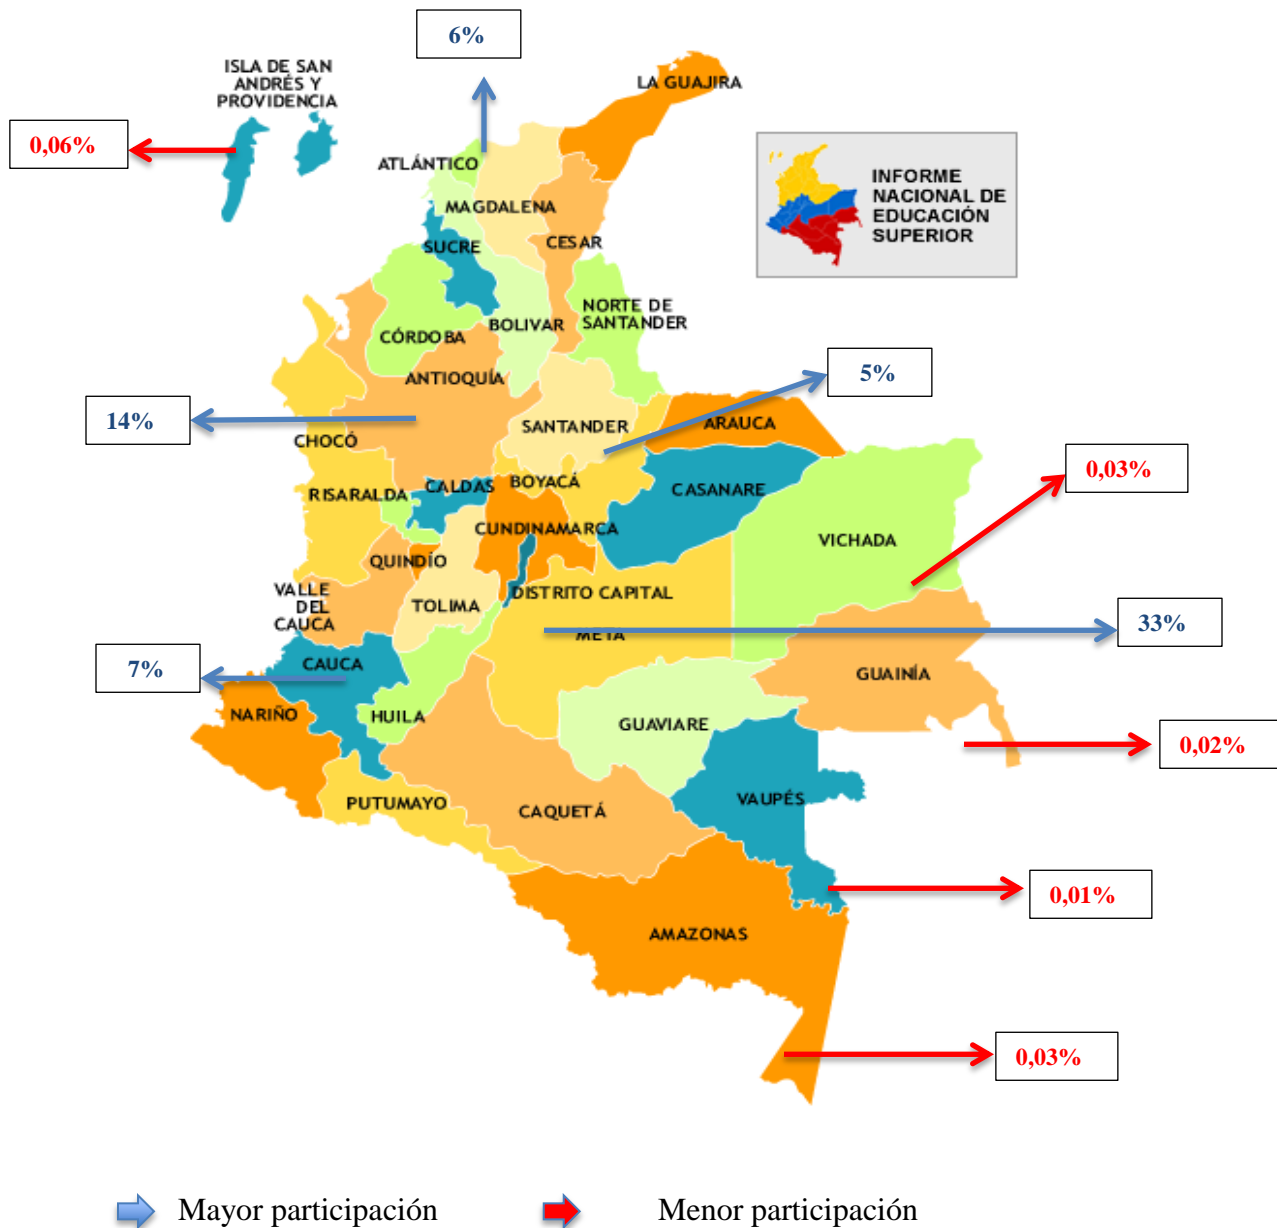 6%
ISLA DE SAN
ANDRÉS Y
PROVIDENCIA
LA GUAJIRA
0,06%
ATLÁNTICO
INFORME
NACIONAL DE
EDUCACIÓN
SUPERIOR
MAGDALENA
SUCRE
CESAR
NORTE DE
SANTANDER
BOLIVAR
CÓRDOBA
ANTIOQUÍA
5%
14%
CHOCÓ
SANTANDER
ARAUCA
0,03%
RISARALDA
CALDAS
BOYACÁ
CASANARE
CUNDINAMARCA
VICHADA
QUINDÍO
VALLE
DEL
CAUCA
TOLIMA
DISTRITO CAPITAL
META
33%
7%
CAUCA
GUAINÍA
NARIÑO
HUILA
GUAVIARE
0,02%
PUTUMAYO
CAQUETÁ
VAUPÉS
0,01%
AMAZONAS
0,03%
Mayor participación
Menor participación